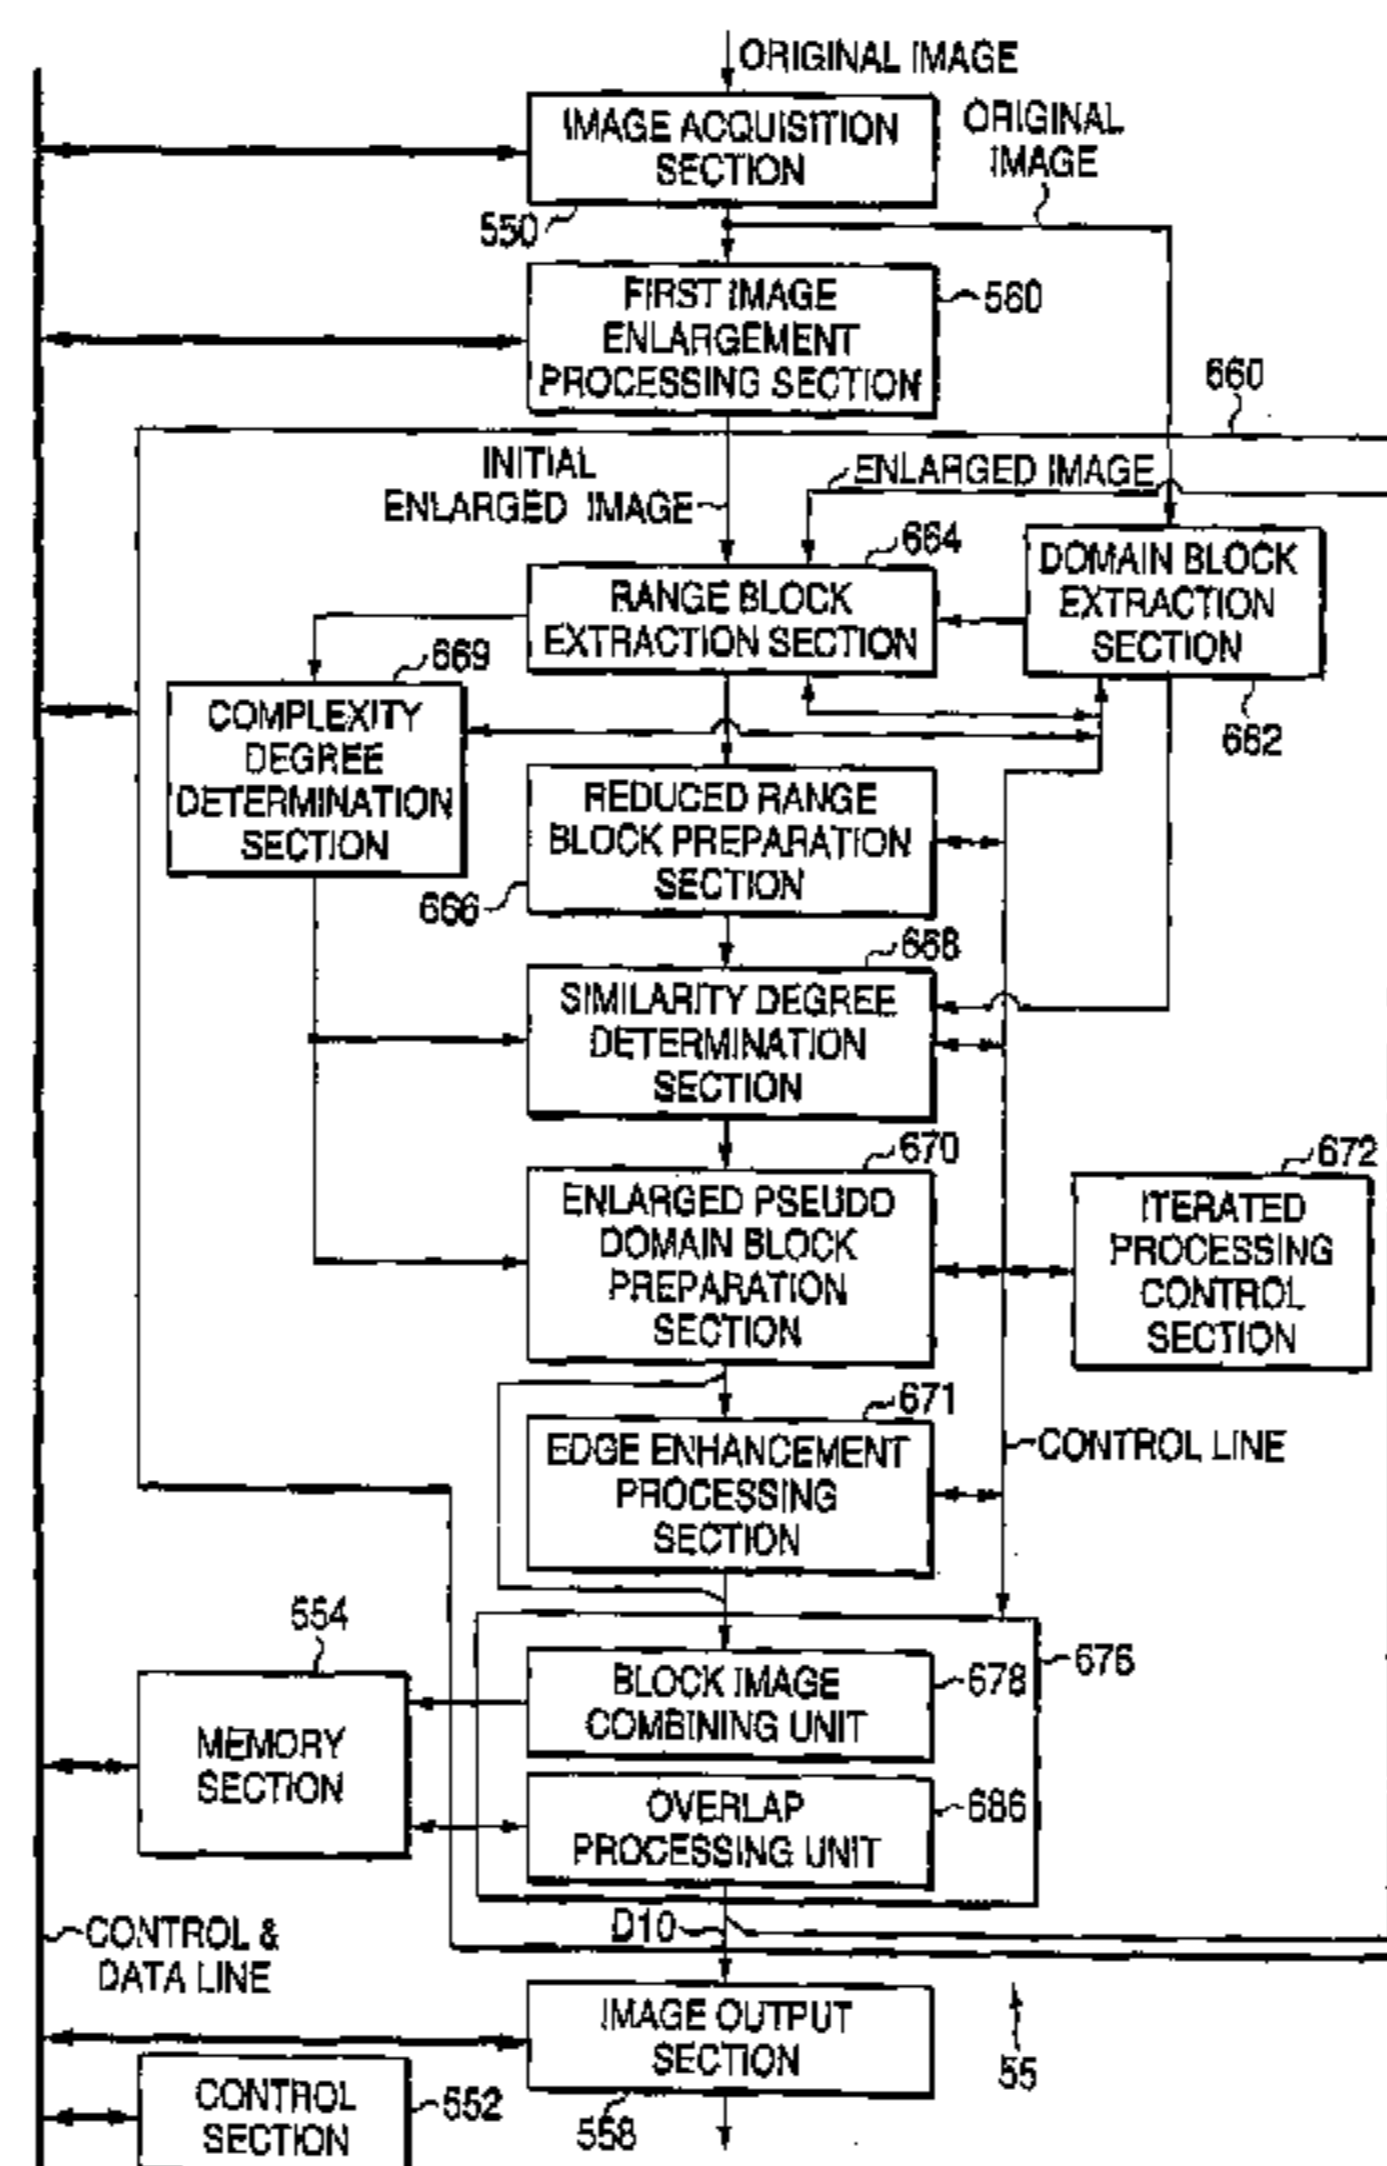 ORIGINAL IMAGE
IMAGE ACQUISITION
SECTION
550
ORIGINAL
IMAGE
FIRST IMAGE
ENLARGEMENT
PROCESSING SECTION
560
660
INITIAL
ENLARGED IMAGE
ENLARGED IMAGE
664
RANGE BLOCK
EXTRACTION SECTION
DOMAIN BLOCK
EXTRACTION
SECTION
662
669
COMPLEXITY
DEGREE
DETERMINATION
SECTION
REDUCED RANGE
BLOCK PREPARATION
SECTION
666
668
SIMILARITY DEGREE
DETERMINATION
SECTION
670
ENLARGED PSEUDO
DOMAIN BLOCK
PREPARATION
SECTION
672
ITERATED
PROCESSING
CONTROL
SECTION
671
EDGE ENHANCEMENT
PROCESSING
SECTION
CONTROL LINE
554
MEMORY
SECTION
676
BLOCK IMAGE
COMBINING UNIT
678
OVERLAP
PROCESSING UNIT
686
D10
CONTROL &
DATA LINE
IMAGE OUTPUT
SECTION
558
55
CONTROL
SECTION
552